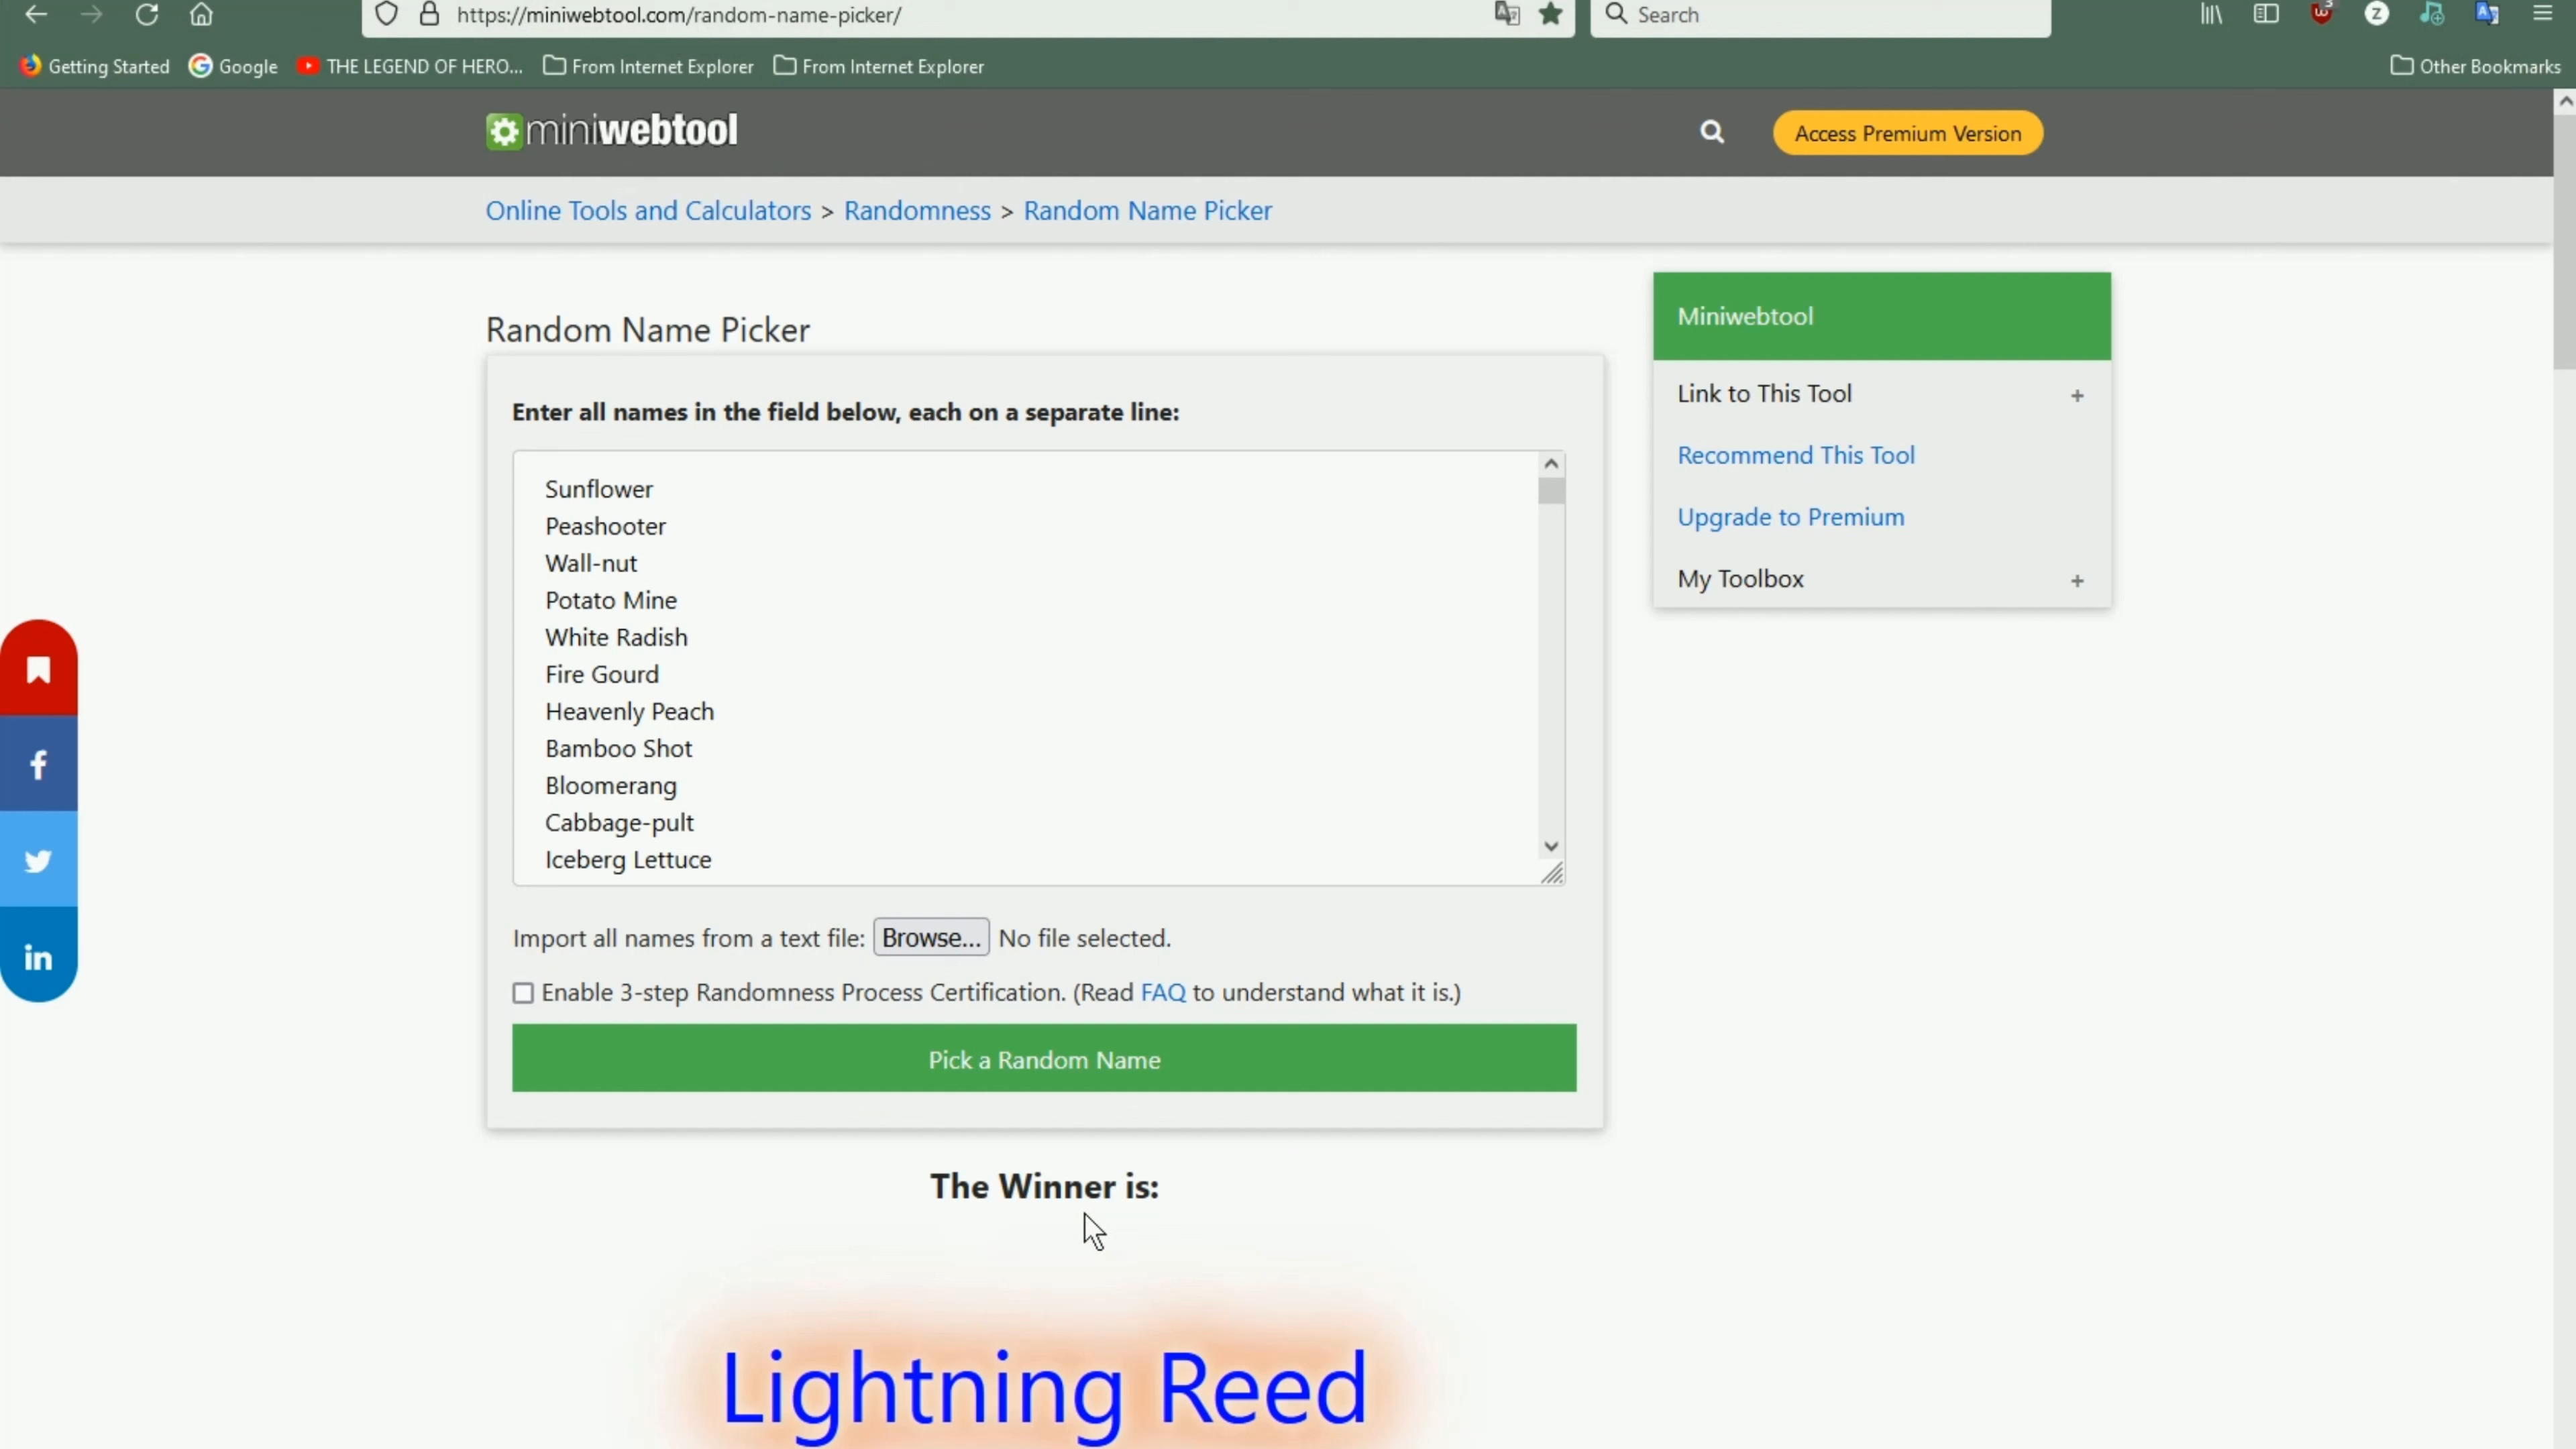 https://miniwebtool.com/random-name-picker/
Search
Getting Started
Google
THE LEGEND OF HERO...
From Internet Explorer
From Internet Explorer
Other Bookmarks
miniwebtool
Access Premium Version
Online Tools and Calculators > Randomness > Random Name Picker
Random Name Picker
Enter all names in the field below, each on a separate line:
Sunflower
Peashooter
Wall-nut
Potato Mine
White Radish
Fire Gourd
Heavenly Peach
Bamboo Shot
Bloomerang
Cabbage-pult
Iceberg Lettuce
Import all names from a text file: Browse... No file selected.
Enable 3-step Randomness Process Certification. (Read FAQ to understand what it is.)
Pick a Random Name
The Winner is:
Lightning Reed
Miniwebtool
Link to This Tool +
Recommend This Tool
Upgrade to Premium
My Toolbox +